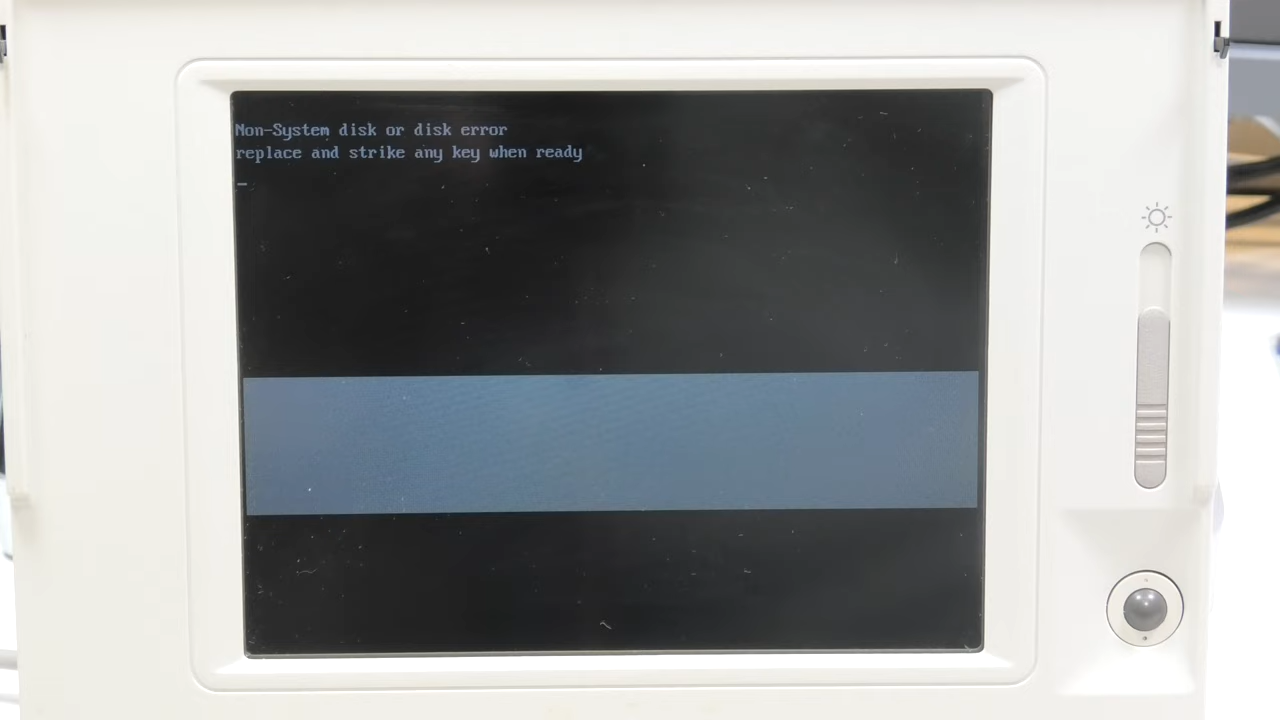 Non-System disk or disk error
replace and strike any key when ready